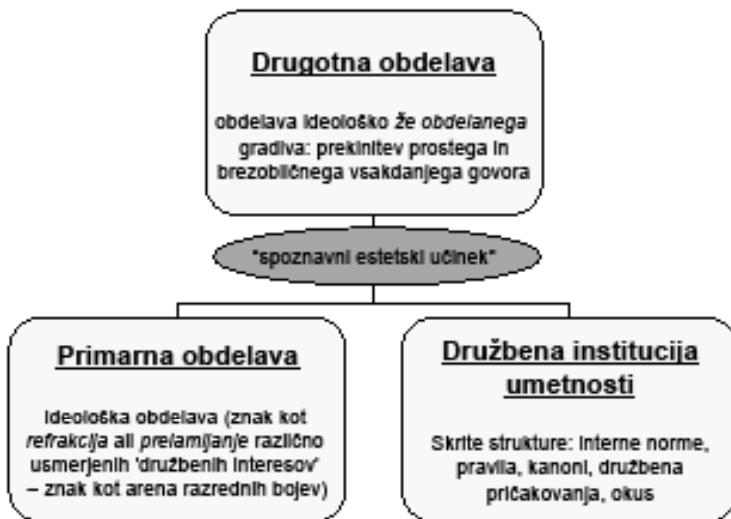 Drugotna obdelava
obdelava ideološko že obdelanega
gradiva: prekinitev prostega in
brezobličnega vsakdanjega govora
"spoznavni estetski učinek"
Primarna obdelava
Ideološka obdelava (znak kot
refrakcija ali prelamljanje različno
usmerjenih 'družbenih interesov'
– znak kot arena razrednih bojev)
Družbena institucija
umetnosti
Skrite strukture: interne norme,
pravila, kanoni, družbena
pričakovanja, okus